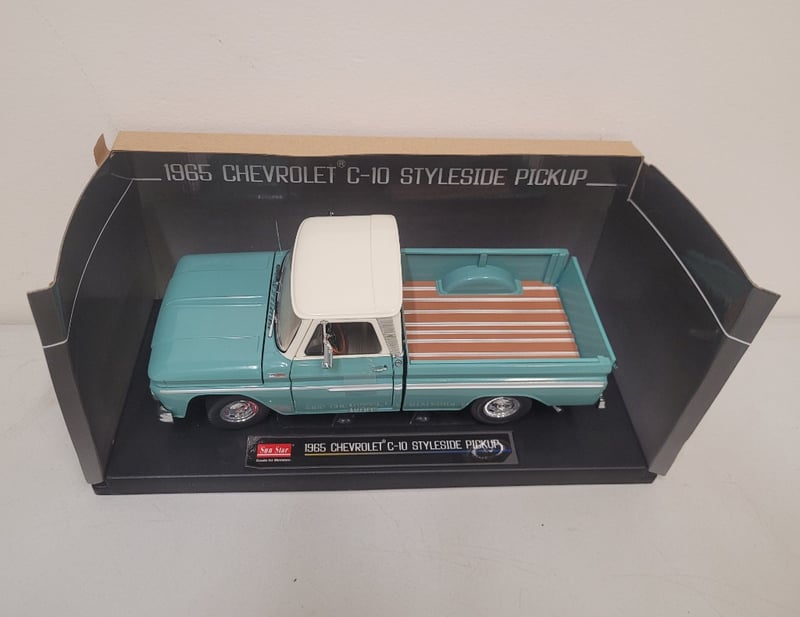 1965 CHEVROLET® C-10 STYLESIDE PICKUP
Sun Star
1965 CHEVROLET® C-10 STYLESIDE PICKUP